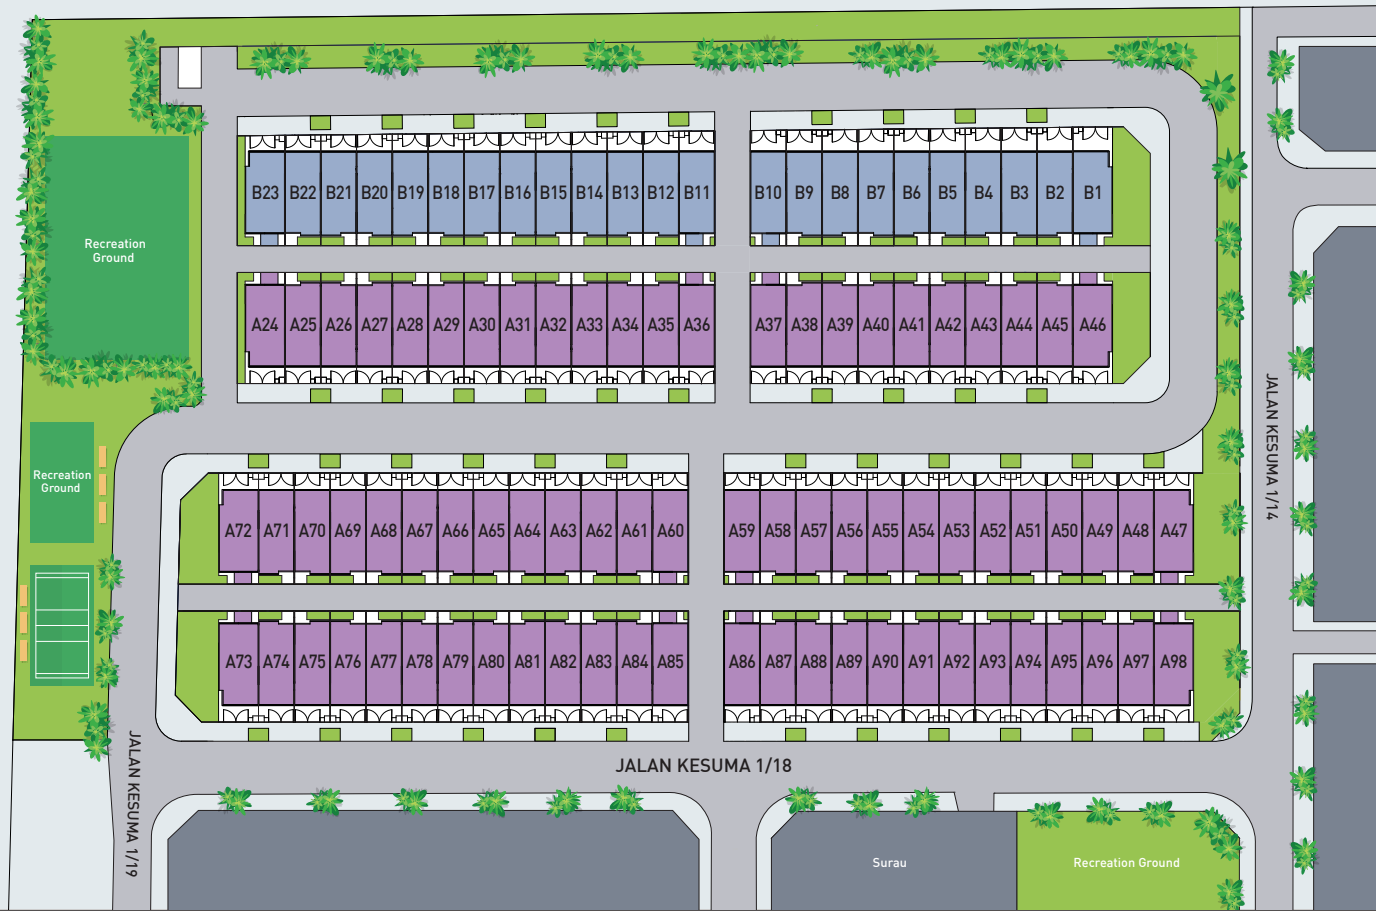 B23 B22 B21 B20 B19 B18 B17 B16 B15 B14 B13 B12 B11 B10 B9 B8 B7 B6 B5 B4 B3 B2 B1
Recreation
Ground
A24 A25 A26 A27 A28 A29 A30 A31 A32 A33 A34 A35 A36 A37 A38 A39 A40 A41 A42 A43 A44 A45 A46
JALAN KESUMA 1/14
Recreation
Ground
A72 A71 A70 A69 A68 A67 A66 A65 A64 A63 A62 A61 A60 A59 A58 A57 A56 A55 A54 A53 A52 A51 A50 A49 A48 A47
A73 A74 A75 A76 A77 A78 A79 A80 A81 A82 A83 A84 A85 A86 A87 A88 A89 A90 A91 A92 A93 A94 A95 A96 A97 A98
JALAN KESUMA 1/18
JALAN KESUMA 1/19
Surau
Recreation Ground